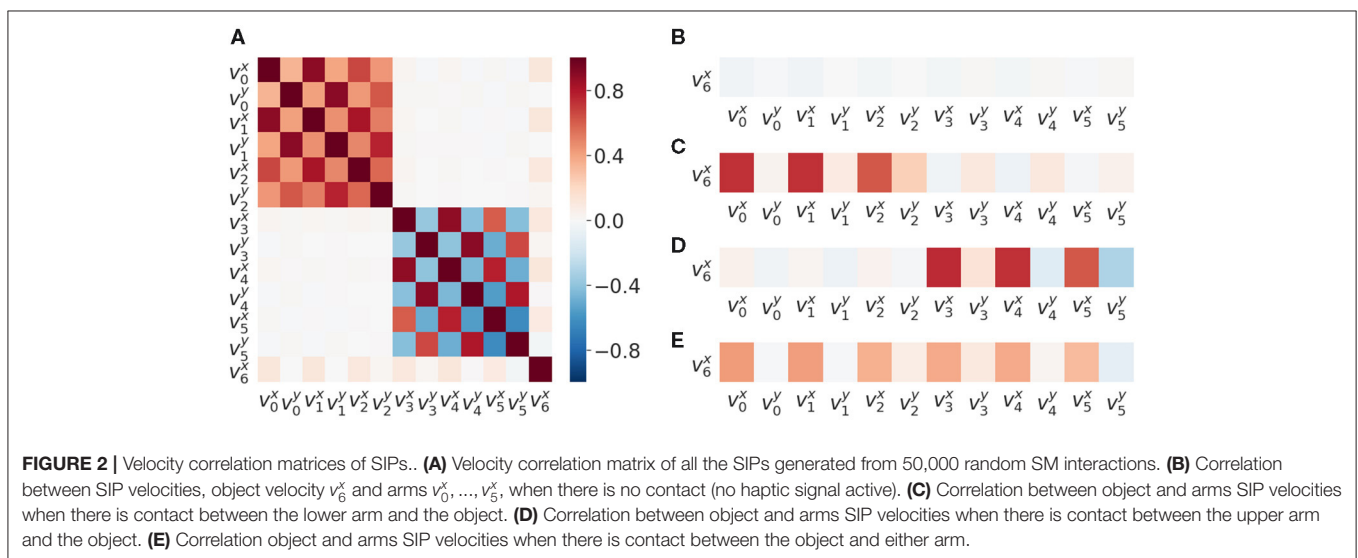 A
v_0^x
v_0^y
v_1^x
v_1^y
v_2^x
v_2^y
v_3^x
v_3^y
v_4^x
v_4^y
v_5^x
v_5^y
v_6^x
v_0^x v_0^y v_1^x v_1^y v_2^x v_2^y v_3^x v_3^y v_4^x v_4^y v_5^x v_5^y v_6^x
0.8
0.4
0.0
−0.4
−0.8
B
v_6^x
v_0^x v_0^y v_1^x v_1^y v_2^x v_2^y v_3^x v_3^y v_4^x v_4^y v_5^x v_5^y
C
v_6^x
v_0^x v_0^y v_1^x v_1^y v_2^x v_2^y v_3^x v_3^y v_4^x v_4^y v_5^x v_5^y
D
v_6^x
v_0^x v_0^y v_1^x v_1^y v_2^x v_2^y v_3^x v_3^y v_4^x v_4^y v_5^x v_5^y
E
v_6^x
v_0^x v_0^y v_1^x v_1^y v_2^x v_2^y v_3^x v_3^y v_4^x v_4^y v_5^x v_5^y
FIGURE 2 | Velocity correlation matrices of SIPs.. (A) Velocity correlation matrix of all the SIPs generated from 50,000 random SM interactions. (B) Correlation
between SIP velocities, object velocity v_6^x and arms v_0^x, ..., v_5^x, when there is no contact (no haptic signal active). (C) Correlation between object and arms SIP velocities
when there is contact between the lower arm and the object. (D) Correlation between object and arms SIP velocities when there is contact between the upper arm
and the object. (E) Correlation object and arms SIP velocities when there is contact between the object and either arm.